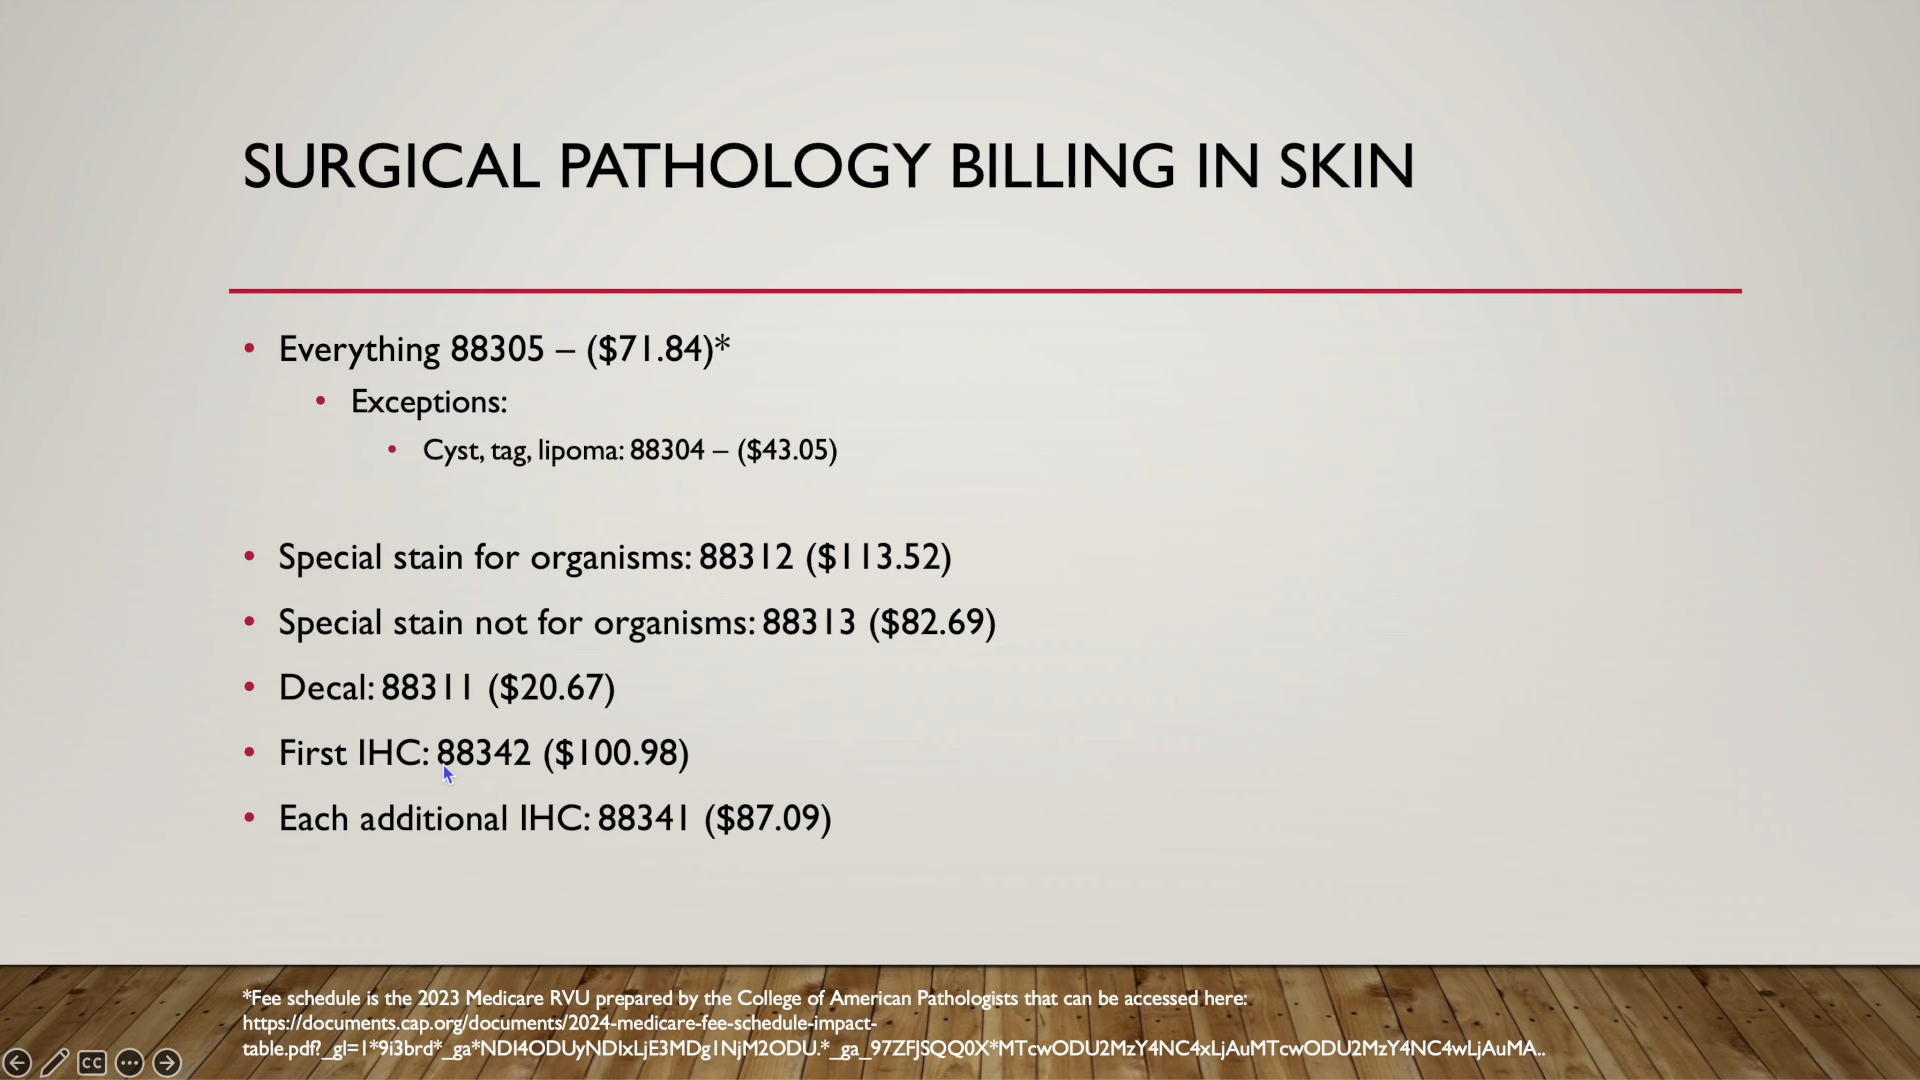 SURGICAL PATHOLOGY BILLING IN SKIN
• Everything 88305 – ($71.84)*
• Exceptions:
• Cyst, tag, lipoma: 88304 – ($43.05)
• Special stain for organisms: 88312 ($113.52)
• Special stain not for organisms: 88313 ($82.69)
• Decal: 88311 ($20.67)
• First IHC: 88342 ($100.98)
• Each additional IHC: 88341 ($87.09)
*Fee schedule is the 2023 Medicare RVU prepared by the College of American Pathologists that can be accessed here:
https://documents.cap.org/documents/2024-medicare-fee-schedule-impact-
table.pdf?_gl=1*9i3brd*_ga*NDI4ODUyNDIxLjE3MDg1NjM2ODU.*_ga_97ZFJSQQ0X*MTcwODU2MzY4NC4xLjAuMTcwODU2MzY4NC4wLjAuMA..
CC